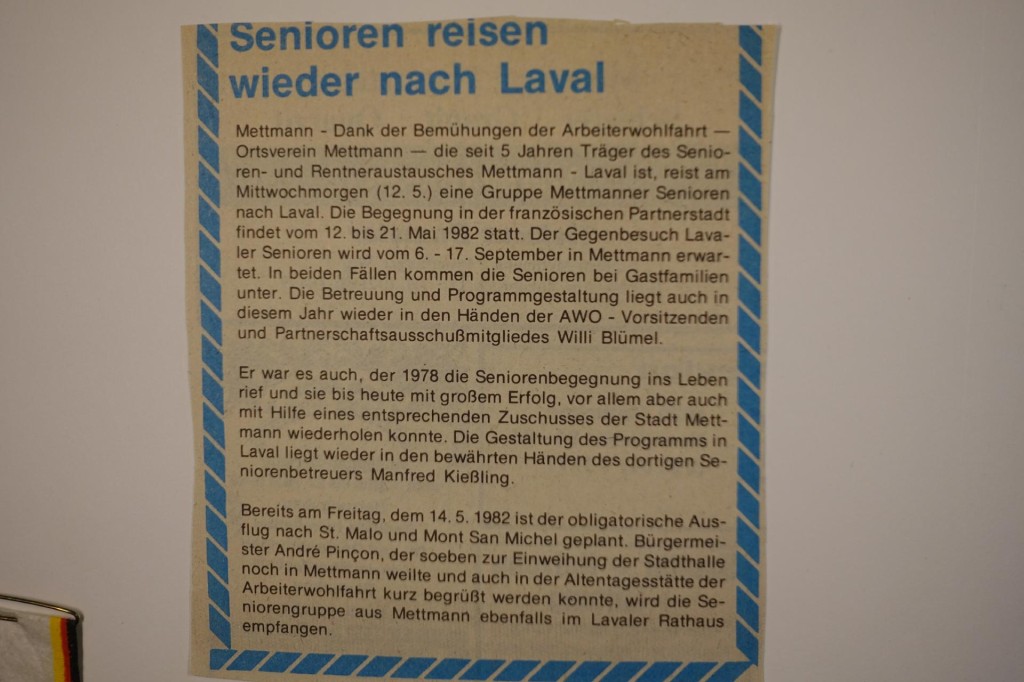 Senioren reisen
wieder nach Laval
Mettmann - Dank der Bemühungen der Arbeiterwohlfahrt —
Ortsverein Mettmann — die seit 5 Jahren Träger des Senio-
ren- und Rentneraustausches Mettmann - Laval ist, reist am
Mittwochmorgen (12. 5.) eine Gruppe Mettmanner Senioren
nach Laval. Die Begegnung in der französischen Partnerstadt
findet vom 12. bis 21. Mai 1982 statt. Der Gegenbesuch Lava-
ler Senioren wird vom 6. - 17. September in Mettmann erwar-
tet. In beiden Fällen kommen die Senioren bei Gastfamilien
unter. Die Betreuung und Programmgestaltung liegt auch in
diesem Jahr wieder in den Händen der AWO - Vorsitzenden
und Partnerschaftsausschußmitgliedes Willi Blümel.
Er war es auch, der 1978 die Seniorenbegegnung ins Leben
rief und sie bis heute mit großem Erfolg, vor allem aber auch
mit Hilfe eines entsprechenden Zuschusses der Stadt Mett-
mann wiederholen konnte. Die Gestaltung des Programms in
Laval liegt wieder in den bewährten Händen des dortigen Se-
niorenbetreuers Manfred Kießling.
Bereits am Freitag, dem 14. 5. 1982 ist der obligatorische Aus-
flug nach St. Malo und Mont San Michel geplant. Bürgermei-
ster André Pinçon, der soeben zur Einweihung der Stadthalle
noch in Mettmann weilte und auch in der Altentagesstätte der
Arbeiterwohlfahrt kurz begrüßt werden konnte, wird die Se-
niorengruppe aus Mettmann ebenfalls im Lavaler Rathaus
empfangen.